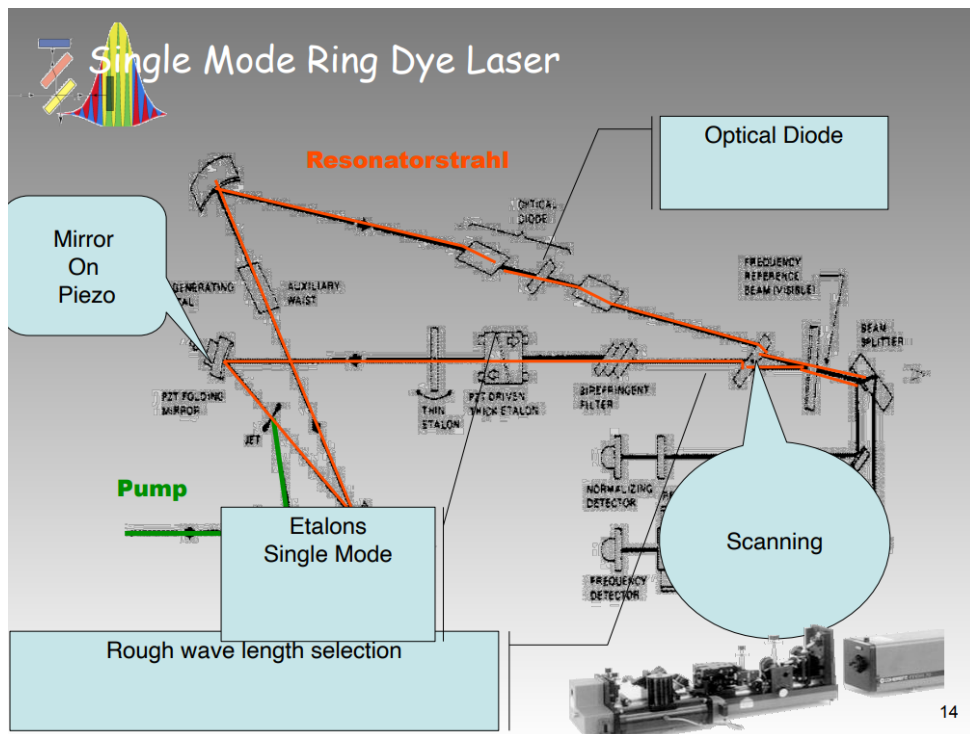 Single Mode Ring Dye Laser
Optical Diode
Resonatorstrahl
OPTICAL
DIODE
Mirror
On
Piezo
FREQUENCY
REFERENCE
BEAM (VISIBLE)
GENERATING
AUXILIARY
WAIST
BEAM
SPLITTER
PZT FOLDING
MIRROR
THIN
ETALON
PZT DRIVEN
THICK ETALON
BIREFRINGENT
FILTER
JET
Pump
NORMALIZING
DETECTOR
Etalons
Single Mode
Scanning
FREQUENCY
DETECTOR
Rough wave length selection
14